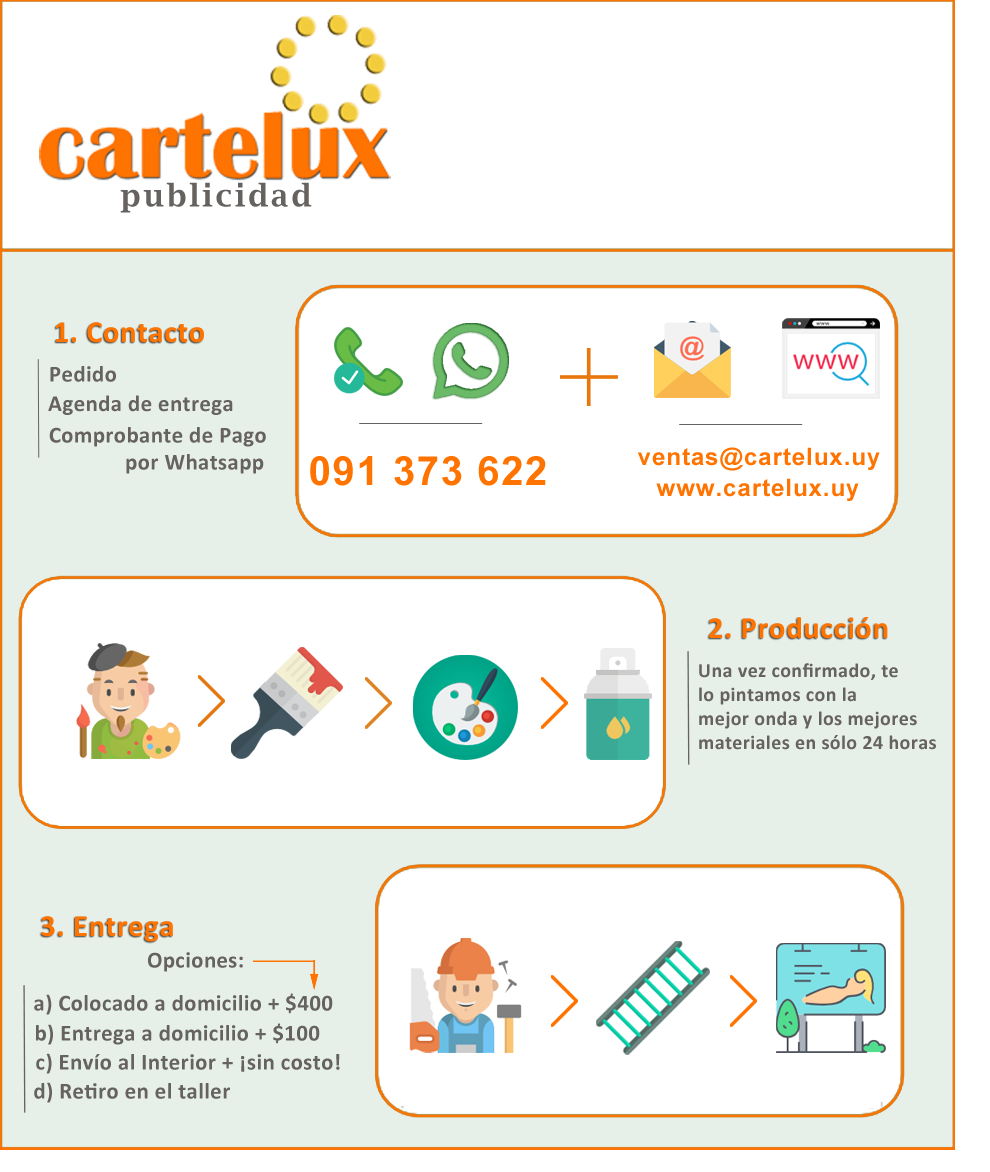 cartelux
publicidad
1. Contacto
Pedido
Agenda de entrega
Comprobante de Pago
por Whatsapp
@
www
www
091 373 622
ventas@cartelux.uy
www.cartelux.uy
2. Producción
Una vez confirmado, te
lo pintamos con la
mejor onda y los mejores
materiales en sólo 24 horas
3. Entrega
Opciones:
a) Colocado a domicilio + $400
b) Entrega a domicilio + $100
c) Envío al Interior + ¡sin costo!
d) Retiro en el taller